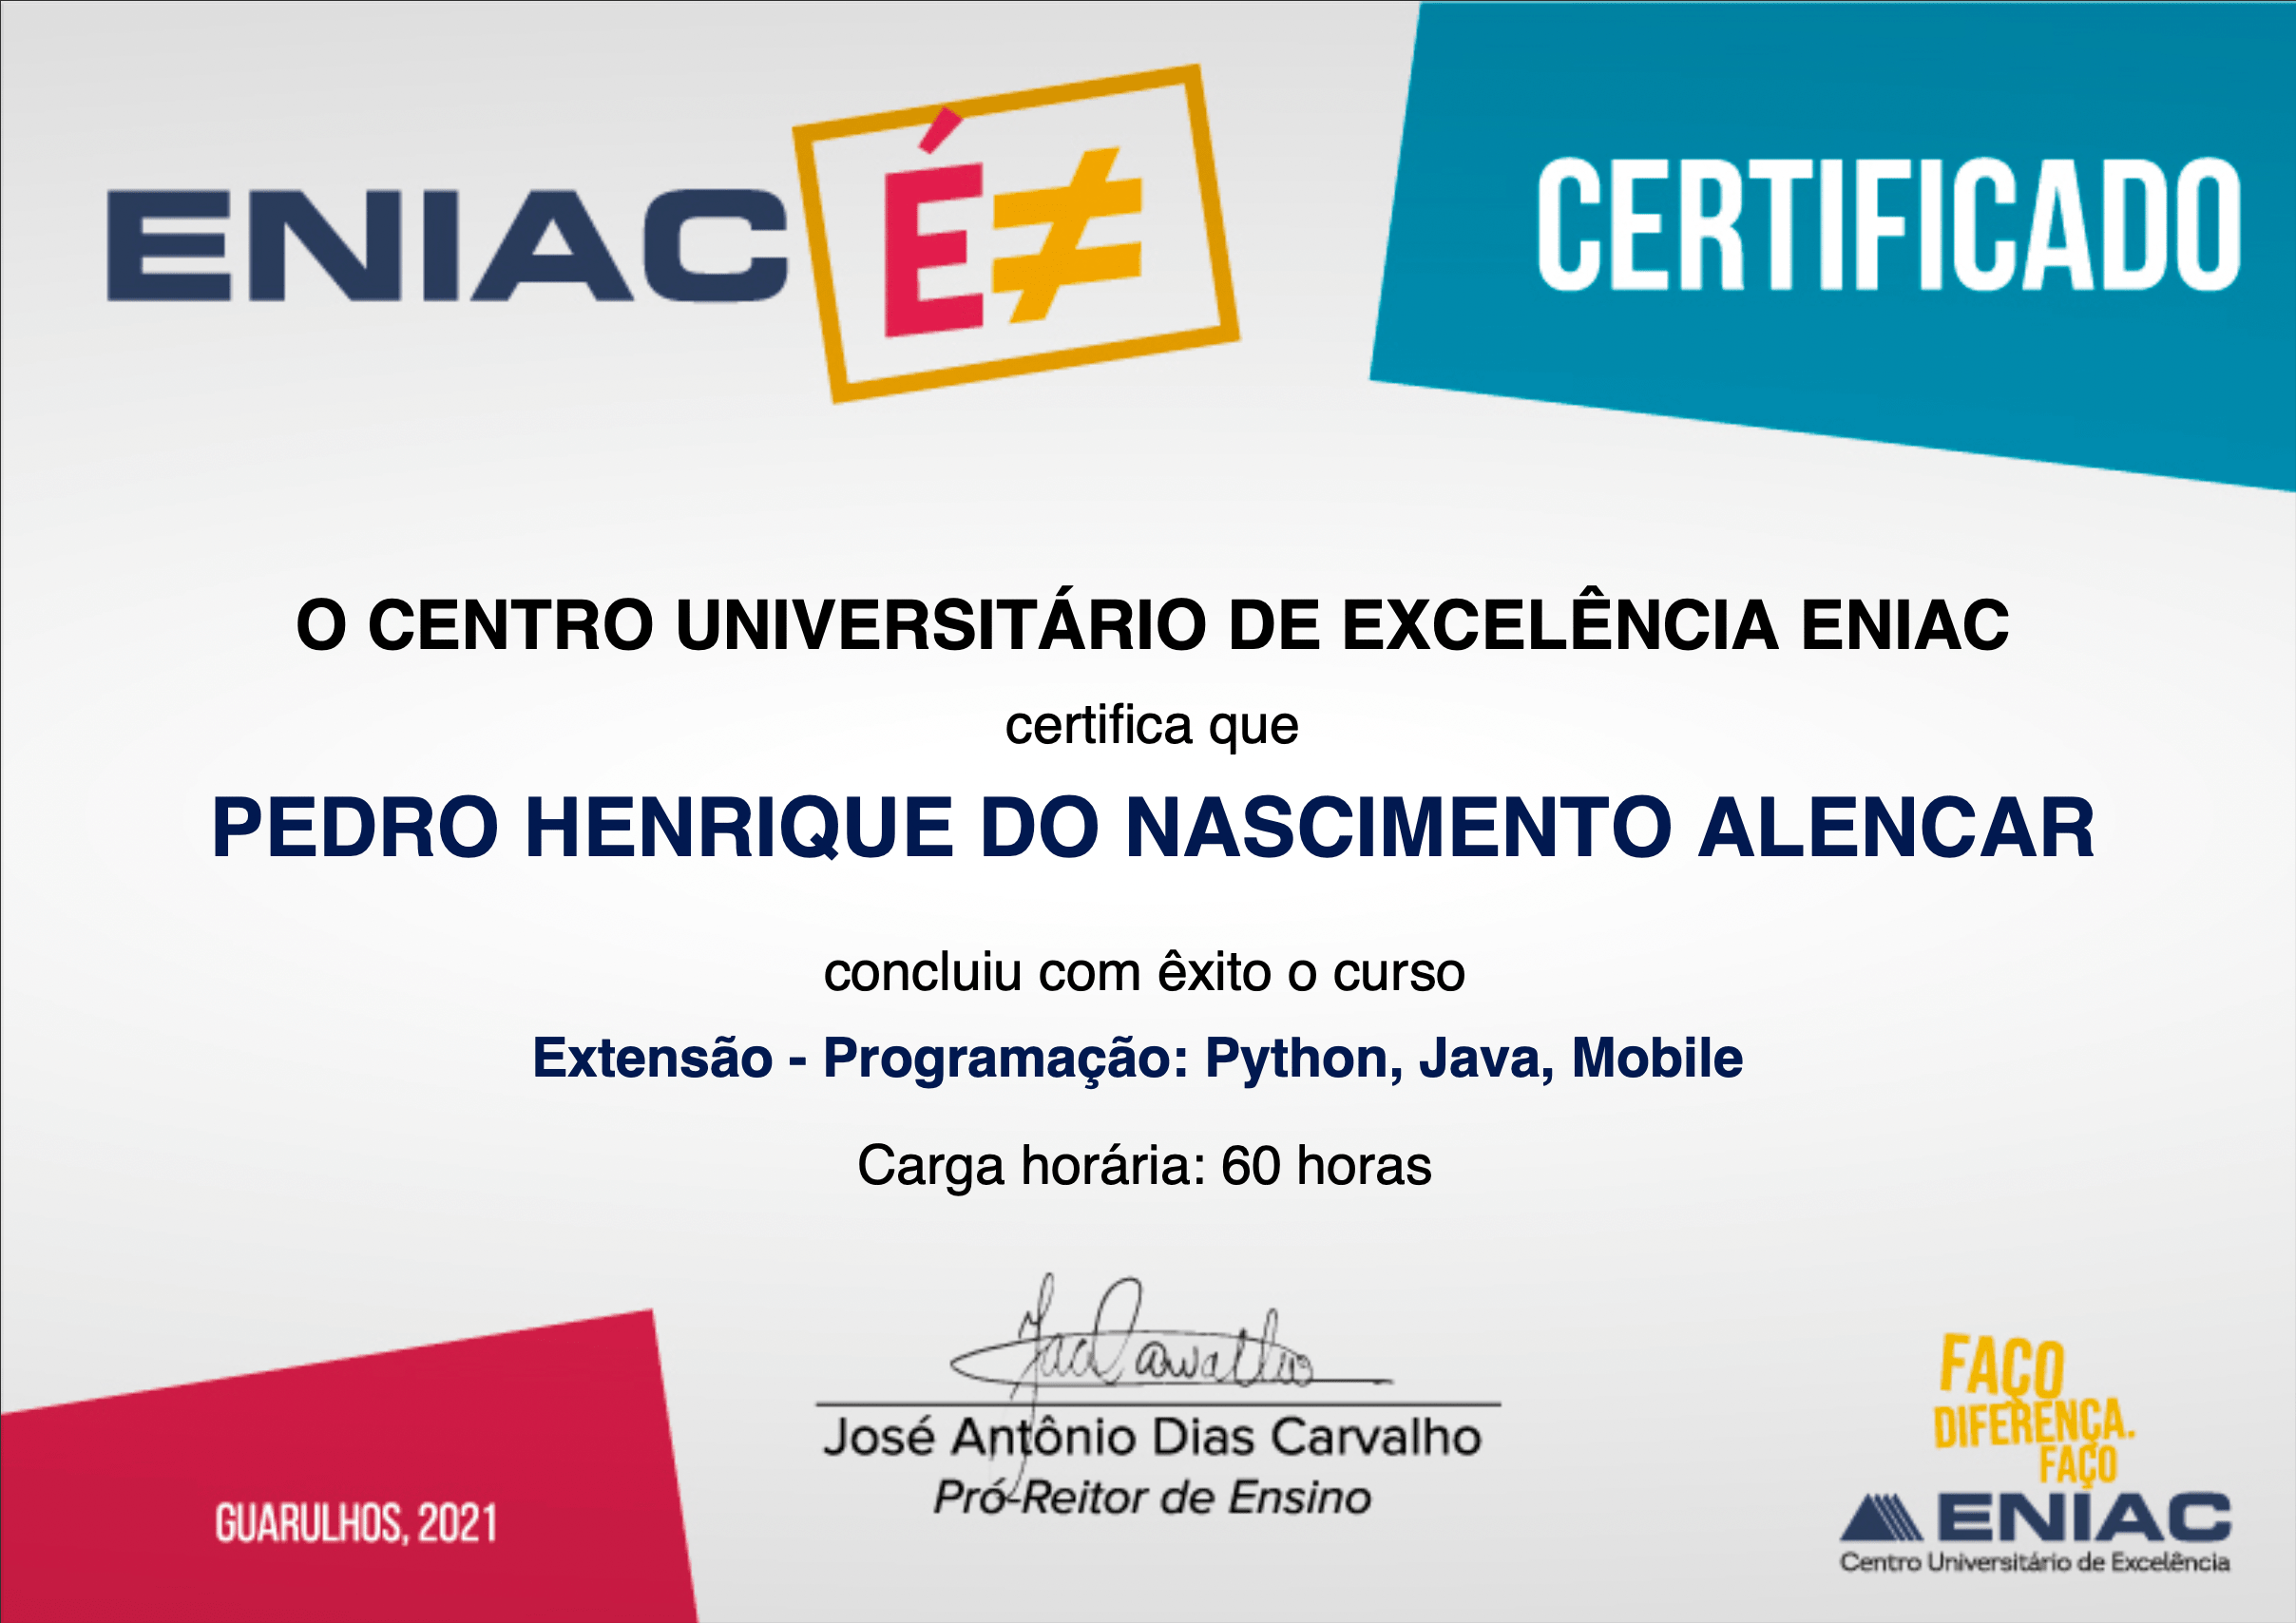 ENIAC É≠
CERTIFICADO
O CENTRO UNIVERSITÁRIO DE EXCELÊNCIA ENIAC
certifica que
PEDRO HENRIQUE DO NASCIMENTO ALENCAR
concluiu com êxito o curso
Extensão - Programação: Python, Java, Mobile
Carga horária: 60 horas
José Antônio Dias Carvalho
Pró-Reitor de Ensino
GUARULHOS, 2021
FAÇO
DIFERENÇA.
FAÇO
ENIAC
Centro Universitário de Excelência